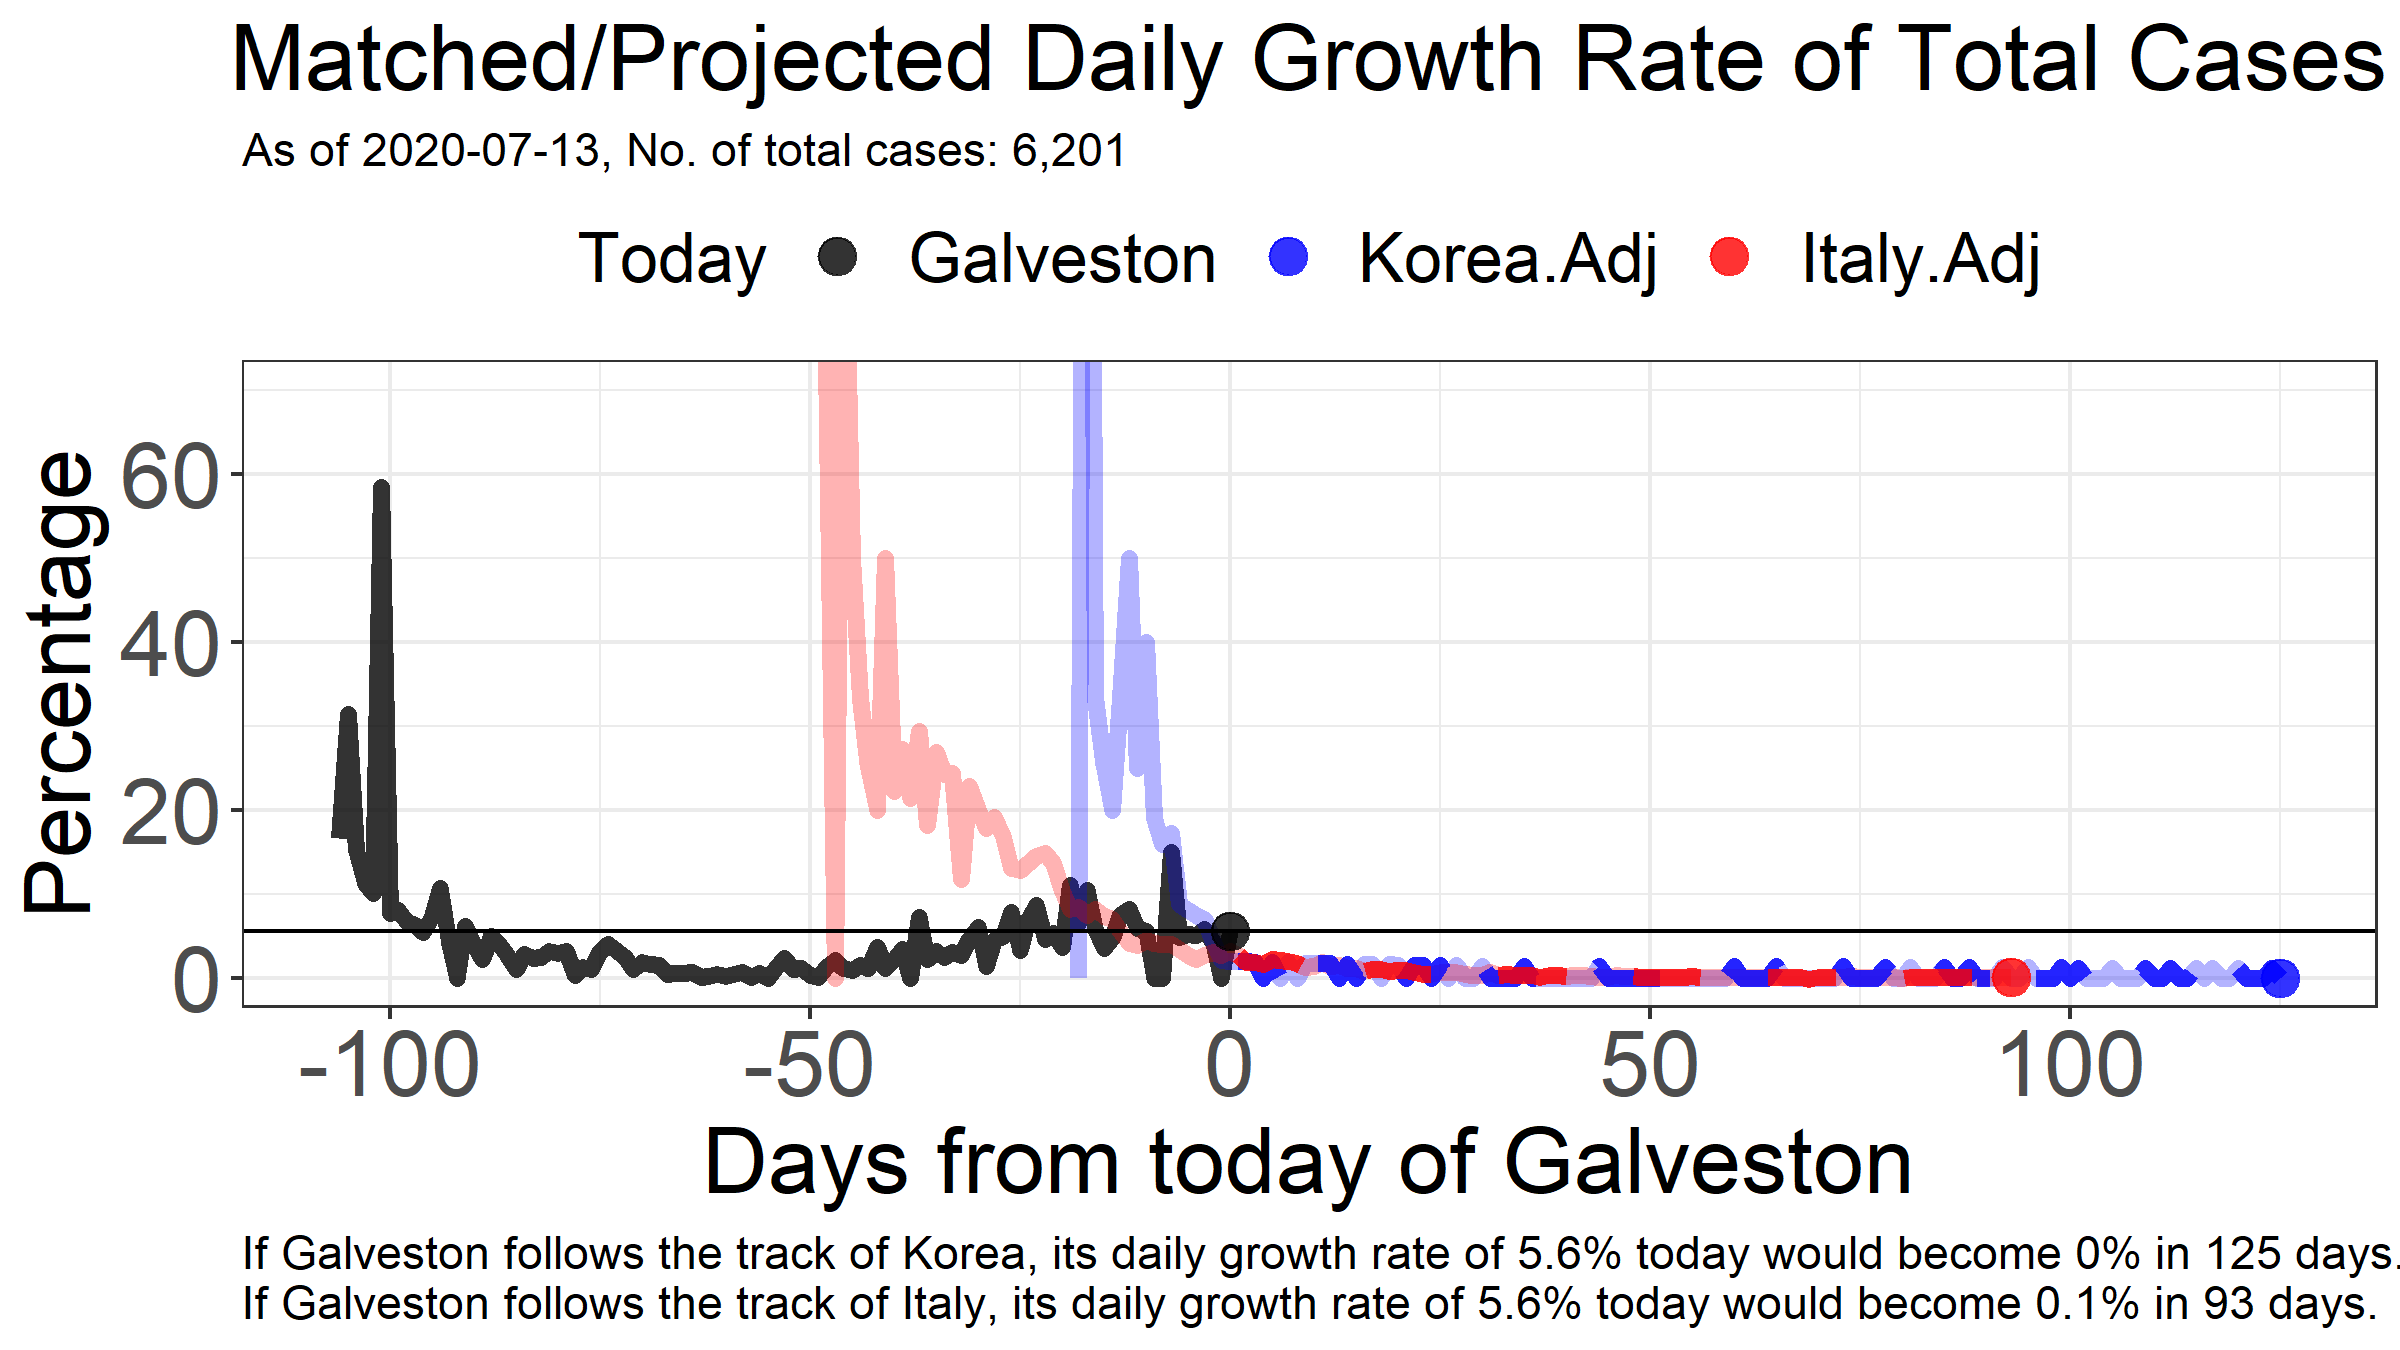 Matched/Projected Daily Growth Rate of Total Cases
As of 2020-07-13, No. of total cases: 6,201
Today Galveston Korea.Adj Italy.Adj
Percentage
60
40
20
0
-100 -50 0 50 100
Days from today of Galveston
If Galveston follows the track of Korea, its daily growth rate of 5.6% today would become 0% in 125 days.
If Galveston follows the track of Italy, its daily growth rate of 5.6% today would become 0.1% in 93 days.